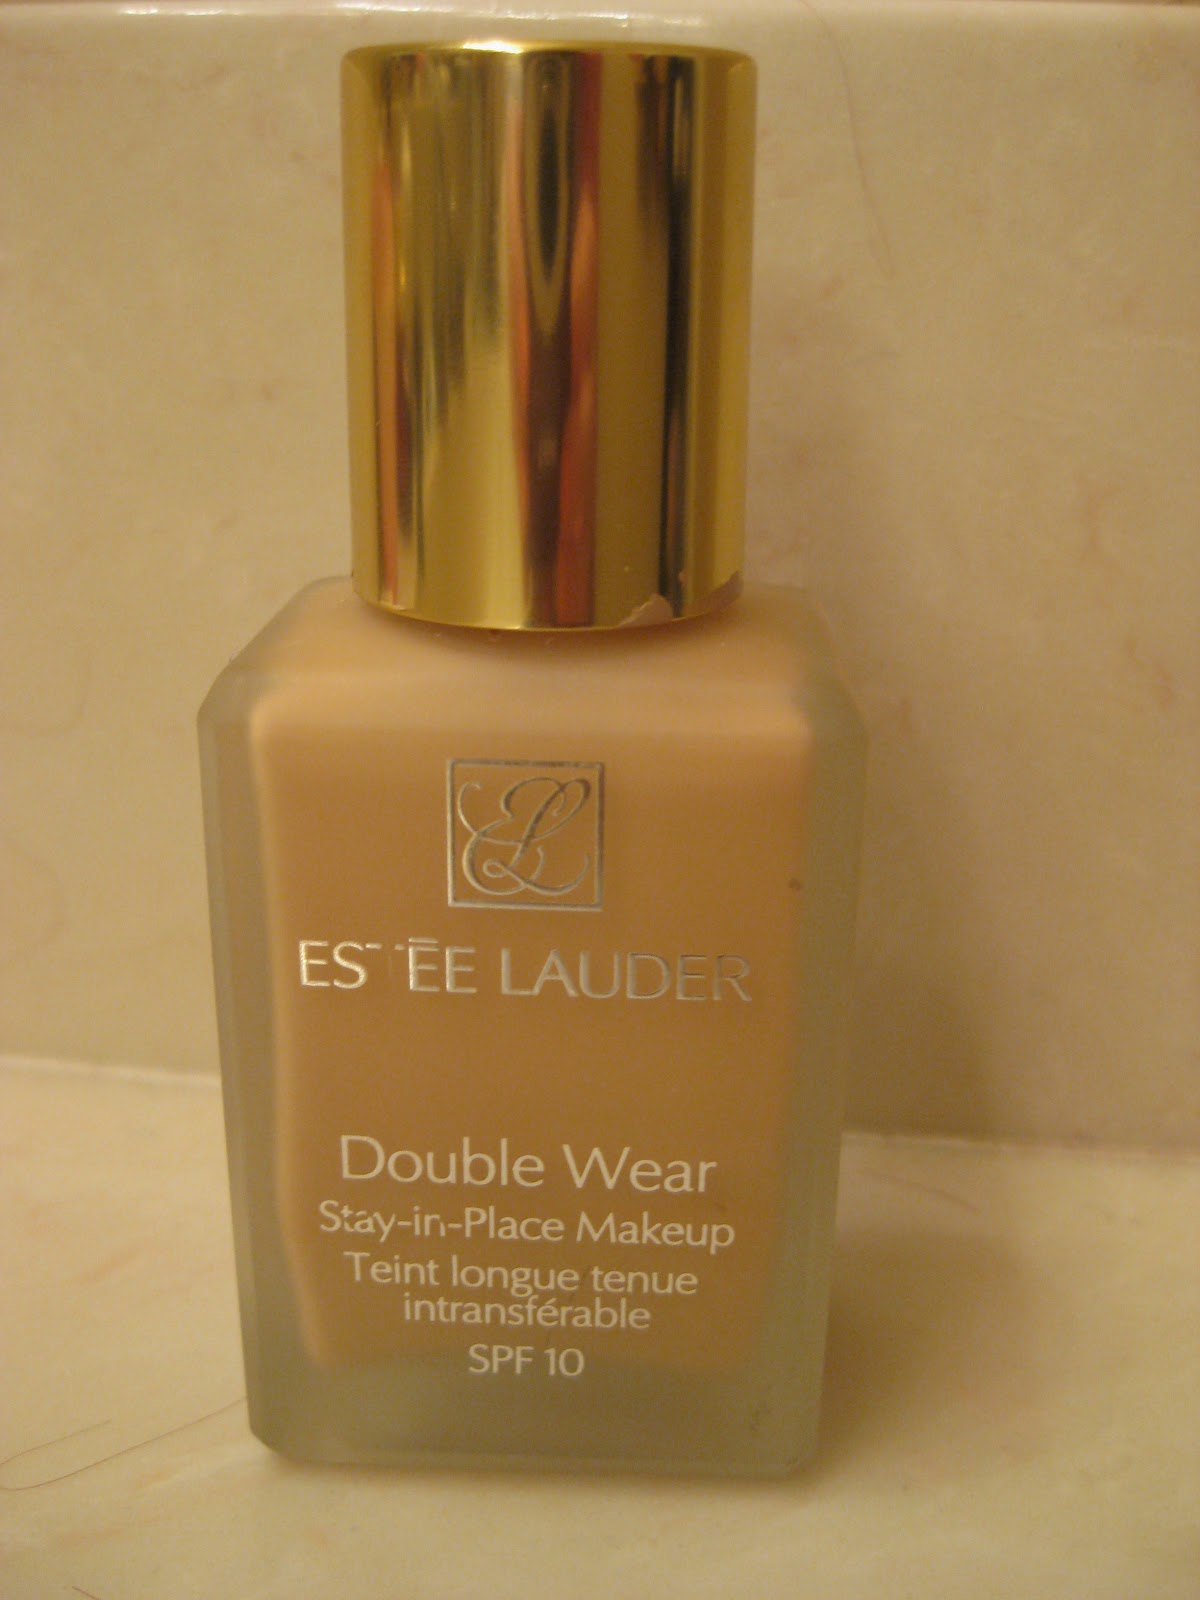 EL
ESTĒE LAUDER
Double Wear
Stay-in-Place Makeup
Teint longue tenue
intransférable
SPF 10